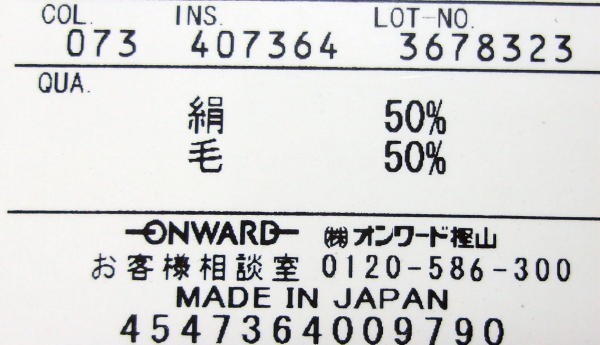 COL. INS. LOT-NO.
073 407364 3678323
QUA.
絹 50%
毛 50%
ONWARD ㈱オンワード樫山
お客様相談室 0120-586-300
MADE IN JAPAN
4547364009790